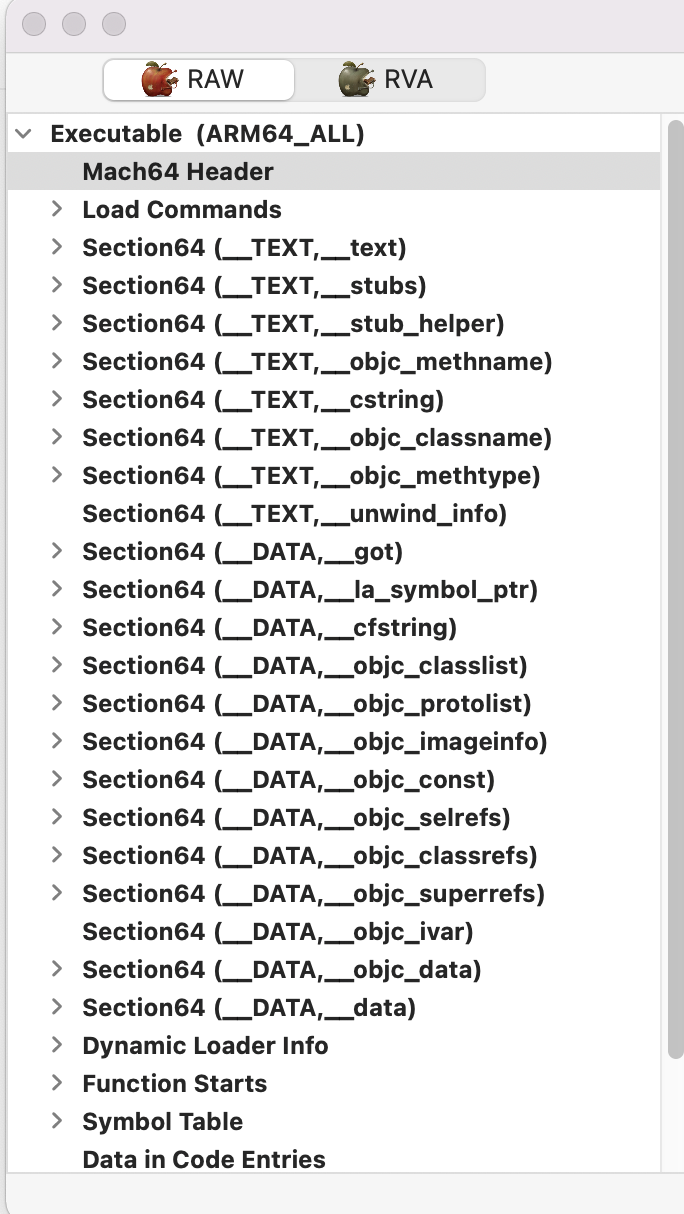 RAW RVA
Executable (ARM64_ALL)
Mach64 Header
Load Commands
Section64 (__TEXT,__text)
Section64 (__TEXT,__stubs)
Section64 (__TEXT,__stub_helper)
Section64 (__TEXT,__objc_methname)
Section64 (__TEXT,__cstring)
Section64 (__TEXT,__objc_classname)
Section64 (__TEXT,__objc_methtype)
Section64 (__TEXT,__unwind_info)
Section64 (__DATA,__got)
Section64 (__DATA,__la_symbol_ptr)
Section64 (__DATA,__cfstring)
Section64 (__DATA,__objc_classlist)
Section64 (__DATA,__objc_protolist)
Section64 (__DATA,__objc_imageinfo)
Section64 (__DATA,__objc_const)
Section64 (__DATA,__objc_selrefs)
Section64 (__DATA,__objc_classrefs)
Section64 (__DATA,__objc_superrefs)
Section64 (__DATA,__objc_ivar)
Section64 (__DATA,__objc_data)
Section64 (__DATA,__data)
Dynamic Loader Info
Function Starts
Symbol Table
Data in Code Entries